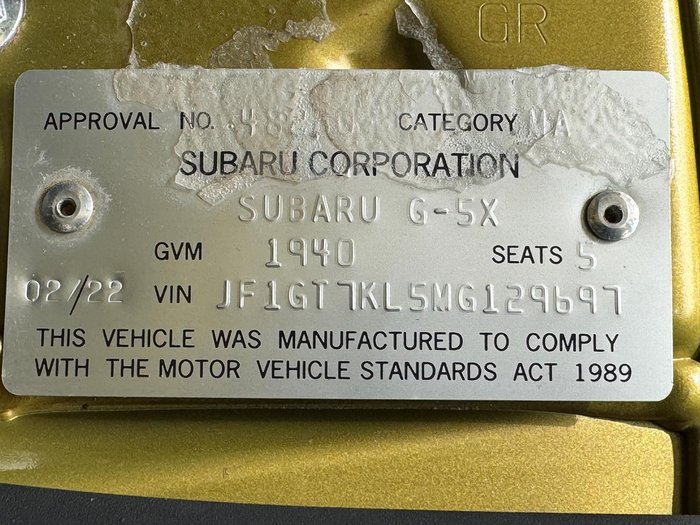 GR
APPROVAL NO. CATEGORY MA
SUBARU CORPORATION
SUBARU G-5X
GVM 1940 SEATS 5
02/22 VIN JF1GT7KL5MG129697
THIS VEHICLE WAS MANUFACTURED TO COMPLY
WITH THE MOTOR VEHICLE STANDARDS ACT 1989